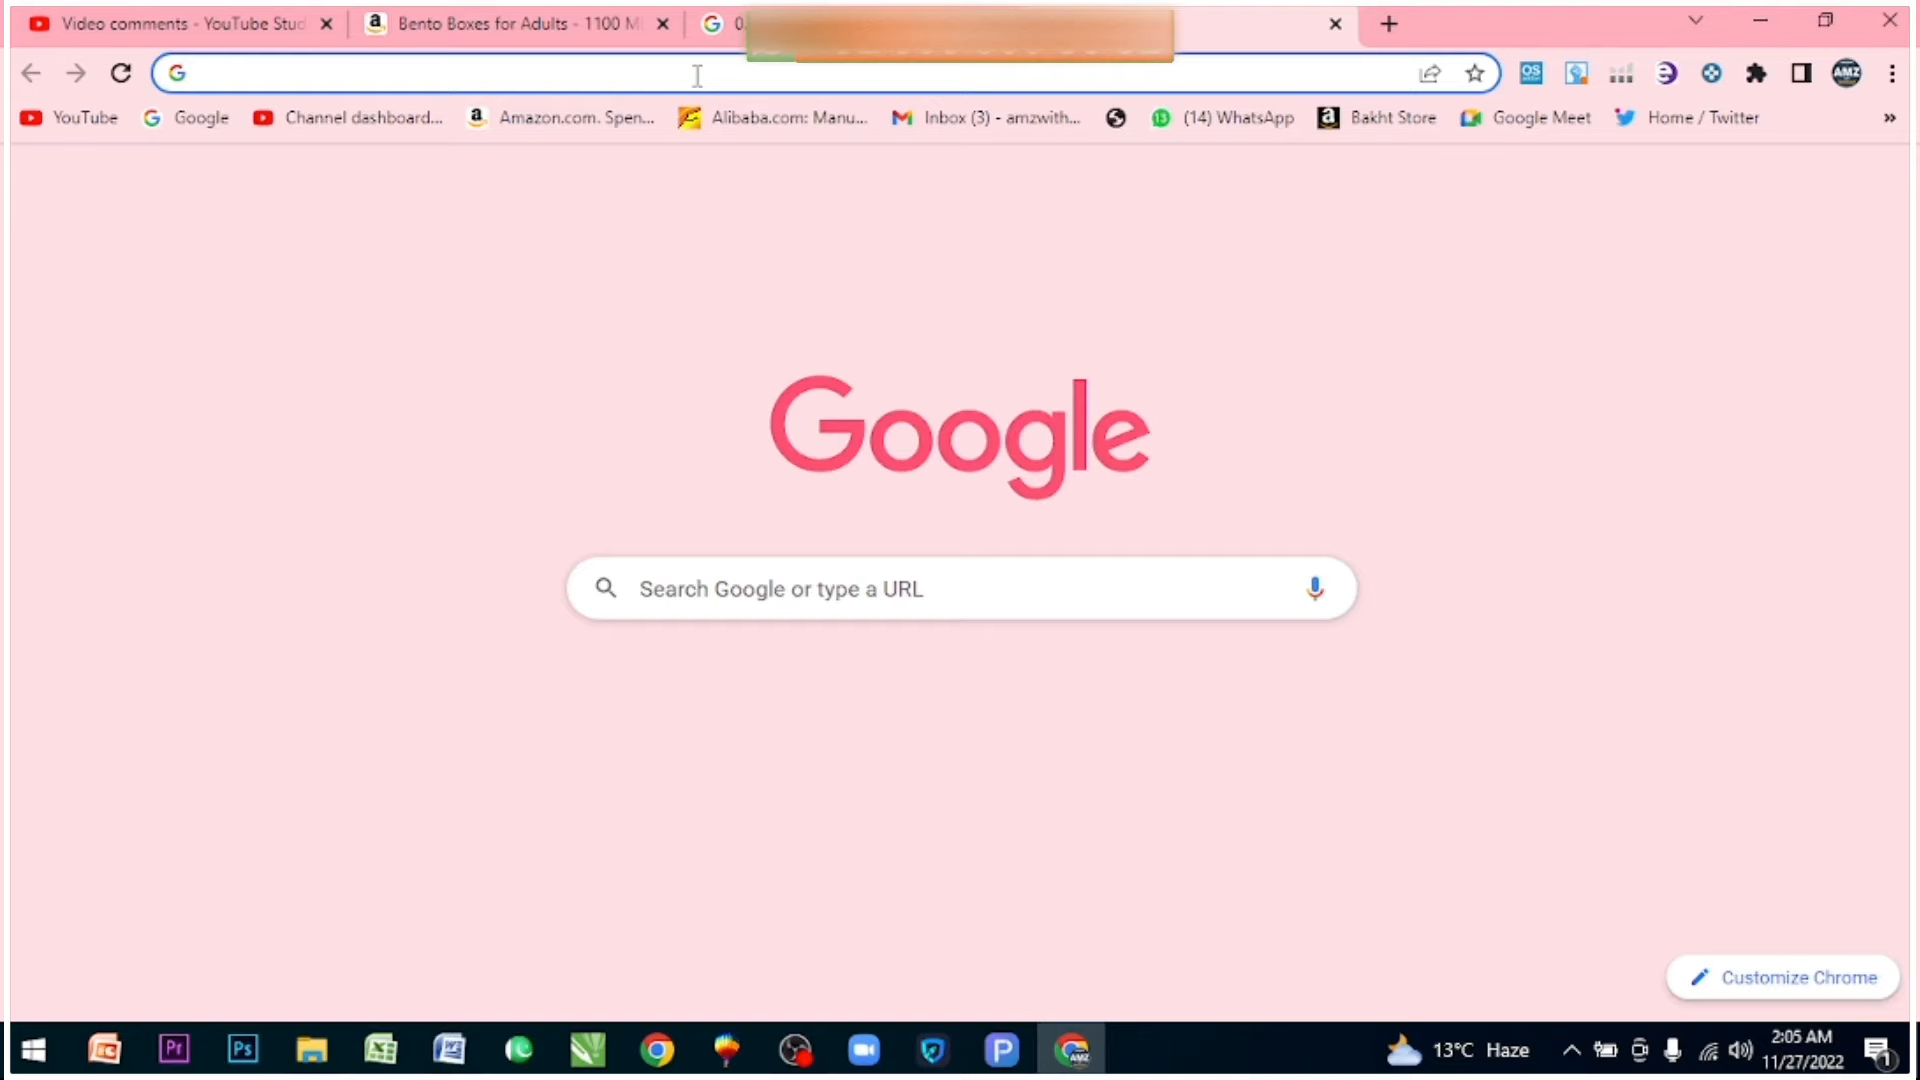 Video comments - YouTube Stud
Bento Boxes for Adults - 1100 M
YouTube
Google
Channel dashboard...
Amazon.com. Spen...
Alibaba.com: Manu...
Inbox (3) - amzwith...
(14) WhatsApp
Bakht Store
Google Meet
Home / Twitter
Google
Search Google or type a URL
Customize Chrome
13°C Haze
2:05 AM
11/27/2022